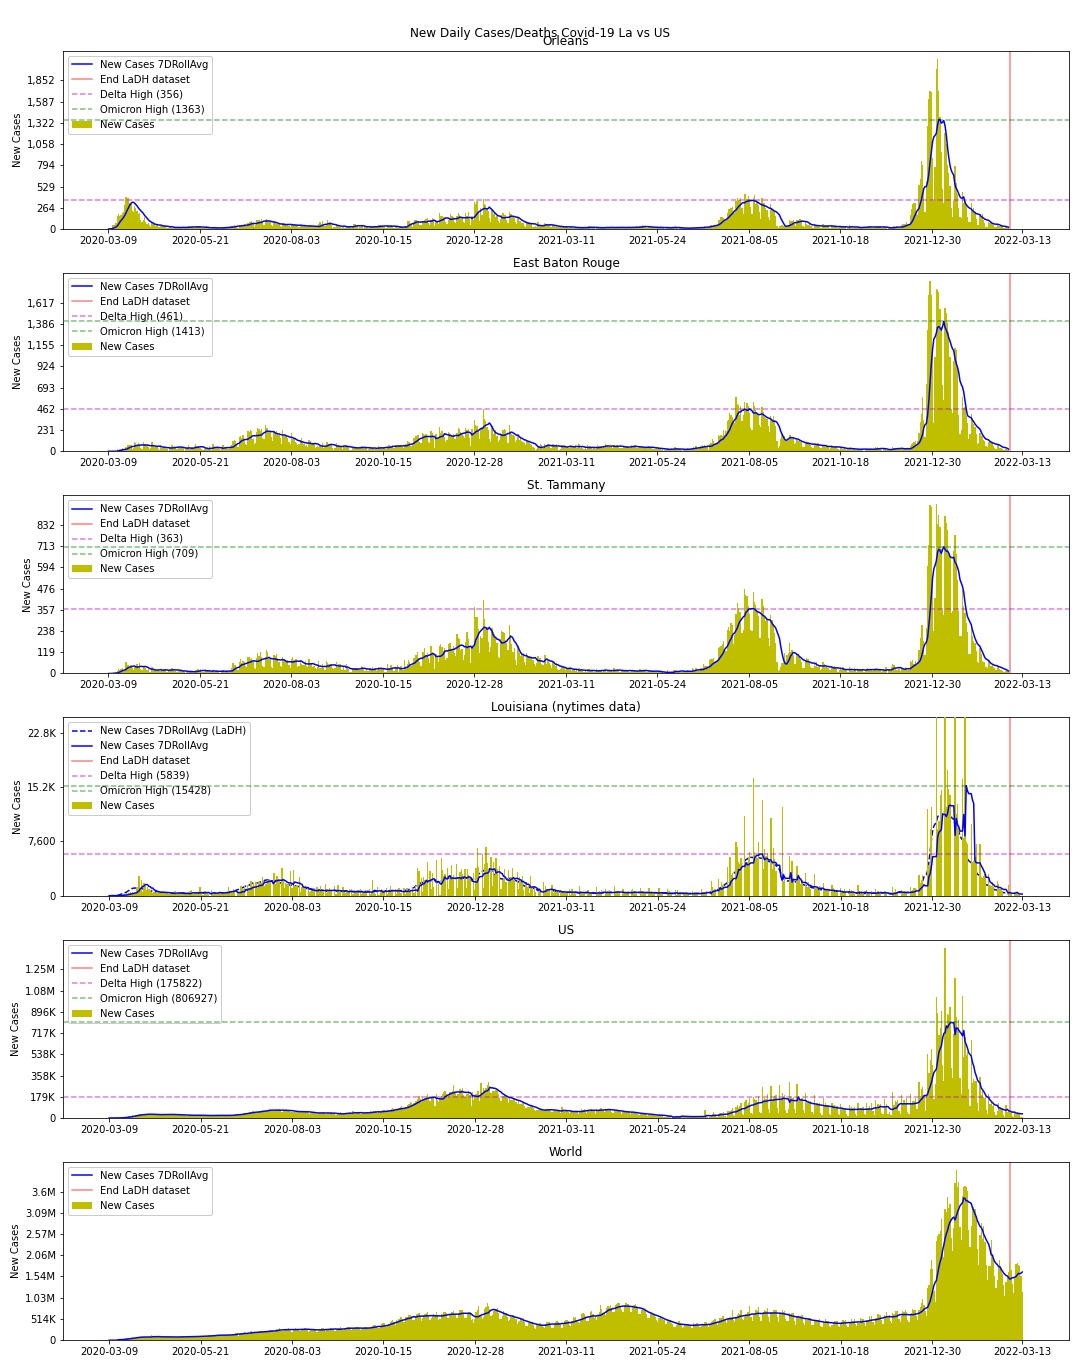 New Daily Cases/Deaths Covid-19 La vs US
Orleans
New Cases 7DRollAvg
End LaDH dataset
Delta High (356)
Omicron High (1363)
New Cases
New Cases
1,852
1,587
1,322
1,058
794
529
264
0
2020-03-09 2020-05-21 2020-08-03 2020-10-15 2020-12-28 2021-03-11 2021-05-24 2021-08-05 2021-10-18 2021-12-30 2022-03-13
East Baton Rouge
New Cases 7DRollAvg
End LaDH dataset
Delta High (461)
Omicron High (1413)
New Cases
New Cases
1,617
1,386
1,155
924
693
462
231
0
2020-03-09 2020-05-21 2020-08-03 2020-10-15 2020-12-28 2021-03-11 2021-05-24 2021-08-05 2021-10-18 2021-12-30 2022-03-13
St. Tammany
New Cases 7DRollAvg
End LaDH dataset
Delta High (363)
Omicron High (709)
New Cases
New Cases
832
713
594
476
357
238
119
0
2020-03-09 2020-05-21 2020-08-03 2020-10-15 2020-12-28 2021-03-11 2021-05-24 2021-08-05 2021-10-18 2021-12-30 2022-03-13
Louisiana (nytimes data)
New Cases 7DRollAvg (LaDH)
New Cases 7DRollAvg
End LaDH dataset
Delta High (5839)
Omicron High (15428)
New Cases
New Cases
22.8K
15.2K
7,600
0
2020-03-09 2020-05-21 2020-08-03 2020-10-15 2020-12-28 2021-03-11 2021-05-24 2021-08-05 2021-10-18 2021-12-30 2022-03-13
US
New Cases 7DRollAvg
End LaDH dataset
Delta High (175822)
Omicron High (806927)
New Cases
New Cases
1.25M
1.08M
896K
717K
538K
358K
179K
0
2020-03-09 2020-05-21 2020-08-03 2020-10-15 2020-12-28 2021-03-11 2021-05-24 2021-08-05 2021-10-18 2021-12-30 2022-03-13
World
New Cases 7DRollAvg
End LaDH dataset
New Cases
New Cases
3.6M
3.09M
2.57M
2.06M
1.54M
1.03M
514K
0
2020-03-09 2020-05-21 2020-08-03 2020-10-15 2020-12-28 2021-03-11 2021-05-24 2021-08-05 2021-10-18 2021-12-30 2022-03-13